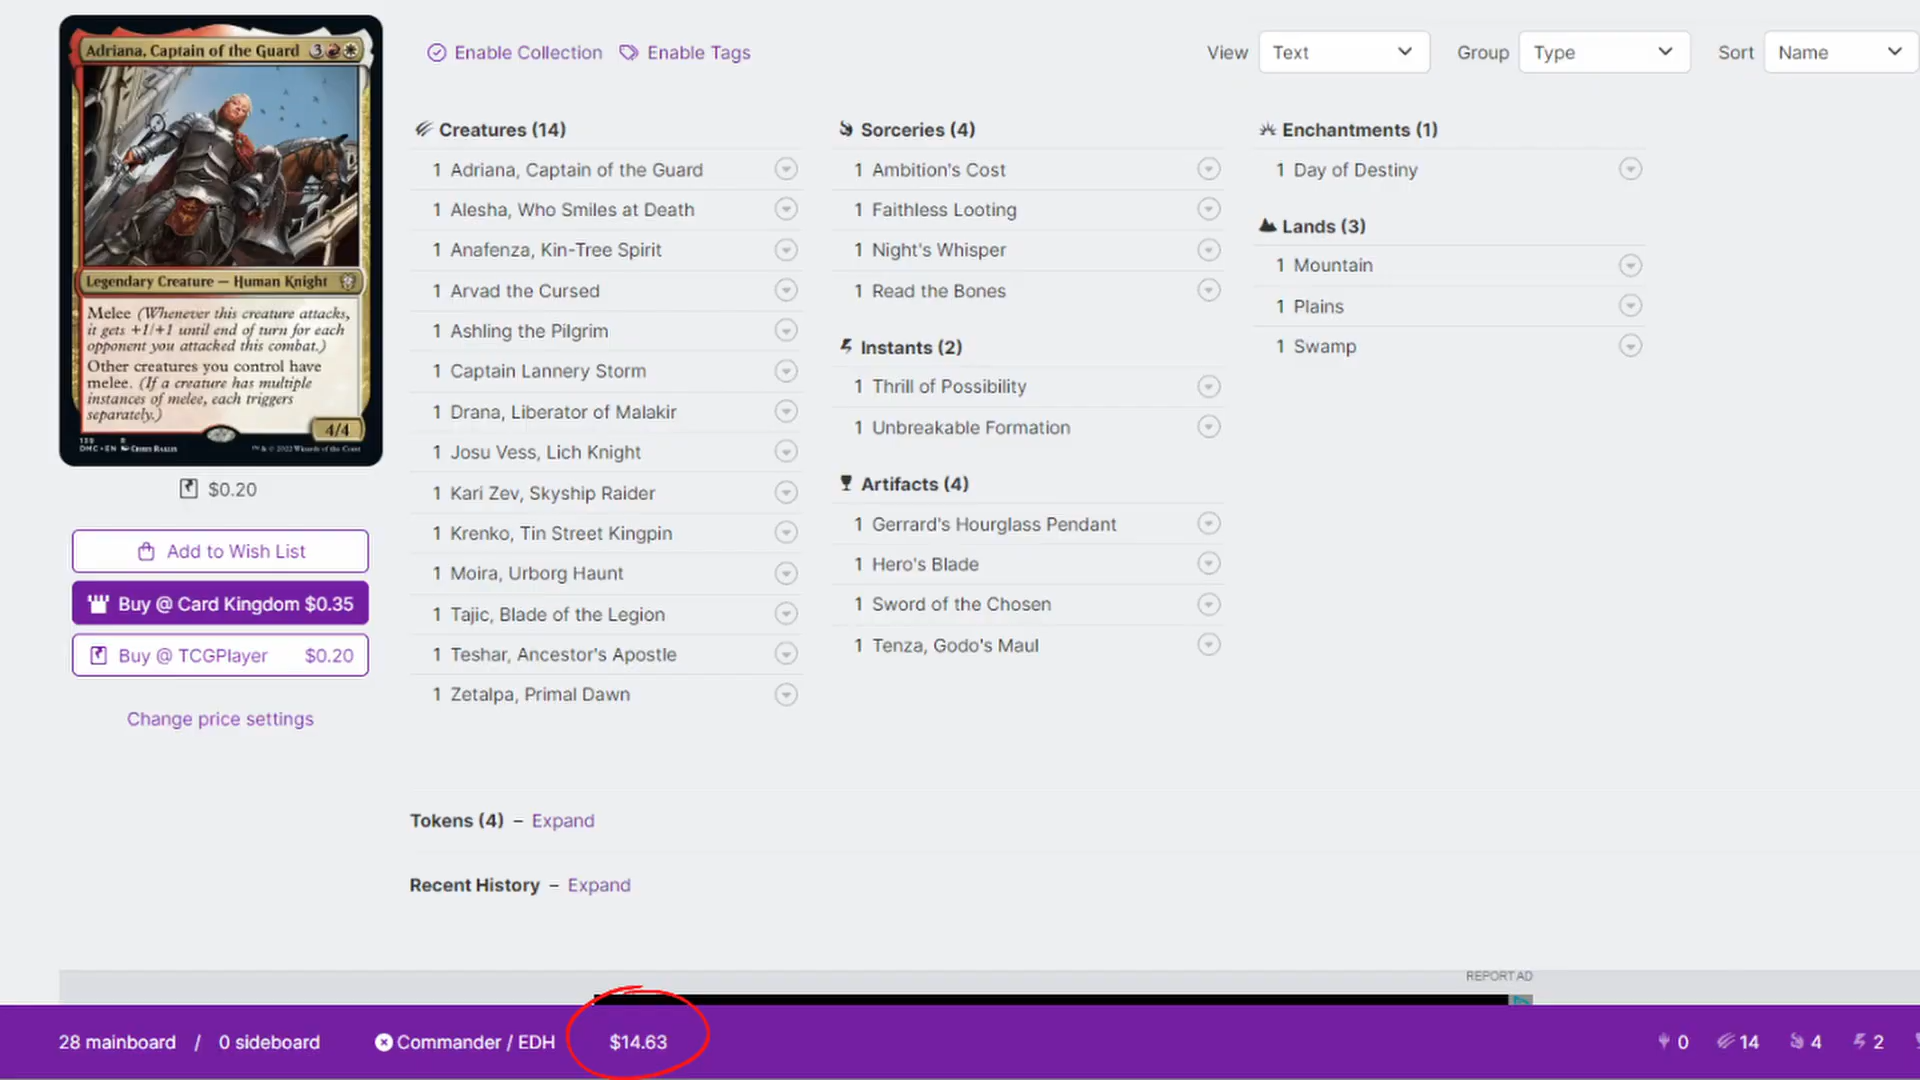 Adriana, Captain of the Guard 3
Legendary Creature — Human Knight
Melee (Whenever this creature attacks,
it gets +1/+1 until end of turn for each
opponent you attacked this combat.)
Other creatures you control have
melee. (If a creature has multiple
instances of melee, each triggers
separately.)
4/4
DMC • EN
$0.20
Add to Wish List
Buy @ Card Kingdom $0.35
Buy @ TCGPlayer $0.20
Change price settings
Enable Collection Enable Tags
View Text Group Type Sort Name
Creatures (14)
1 Adriana, Captain of the Guard
1 Alesha, Who Smiles at Death
1 Anafenza, Kin-Tree Spirit
1 Arvad the Cursed
1 Ashling the Pilgrim
1 Captain Lannery Storm
1 Drana, Liberator of Malakir
1 Josu Vess, Lich Knight
1 Kari Zev, Skyship Raider
1 Krenko, Tin Street Kingpin
1 Moira, Urborg Haunt
1 Tajic, Blade of the Legion
1 Teshar, Ancestor's Apostle
1 Zetalpa, Primal Dawn
Sorceries (4)
1 Ambition's Cost
1 Faithless Looting
1 Night's Whisper
1 Read the Bones
Instants (2)
1 Thrill of Possibility
1 Unbreakable Formation
Artifacts (4)
1 Gerrard's Hourglass Pendant
1 Hero's Blade
1 Sword of the Chosen
1 Tenza, Godo's Maul
Enchantments (1)
1 Day of Destiny
Lands (3)
1 Mountain
1 Plains
1 Swamp
Tokens (4) – Expand
Recent History – Expand
REPORT AD
28 mainboard / 0 sideboard Commander / EDH $14.63 0 14 4 2